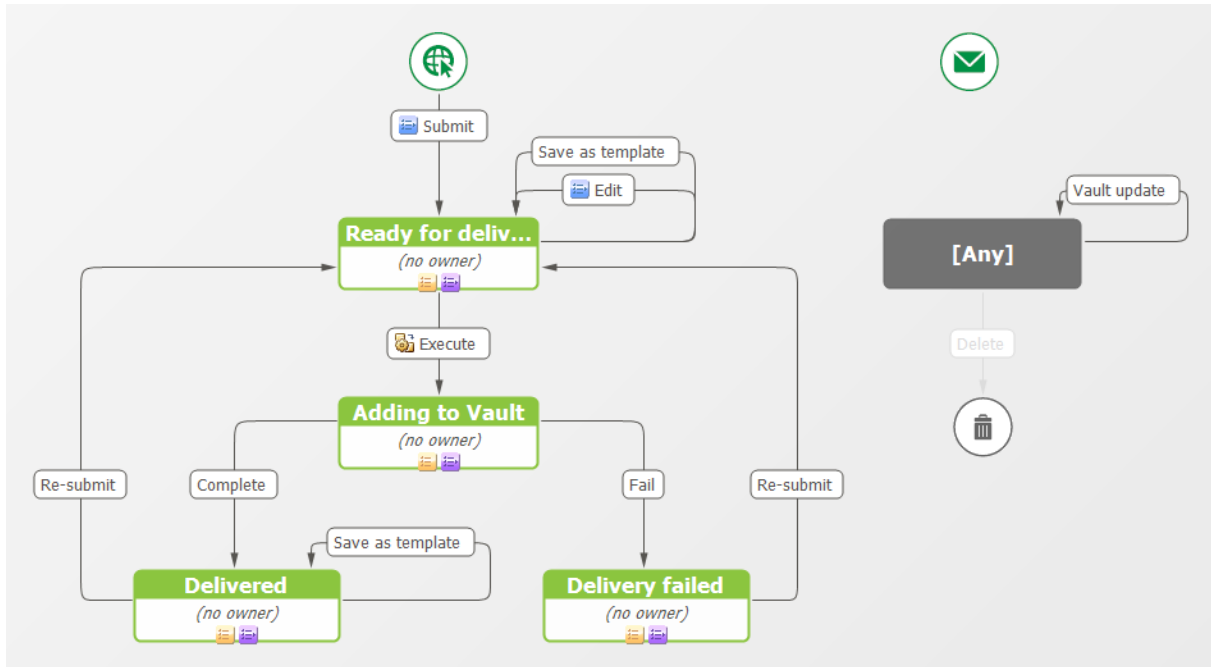 Submit
Save as template
Edit
Vault update
Ready for deliv...
(no owner)
[Any]
Execute
Delete
Adding to Vault
(no owner)
Re-submit
Complete
Fail
Re-submit
Save as template
Delivered
(no owner)
Delivery failed
(no owner)